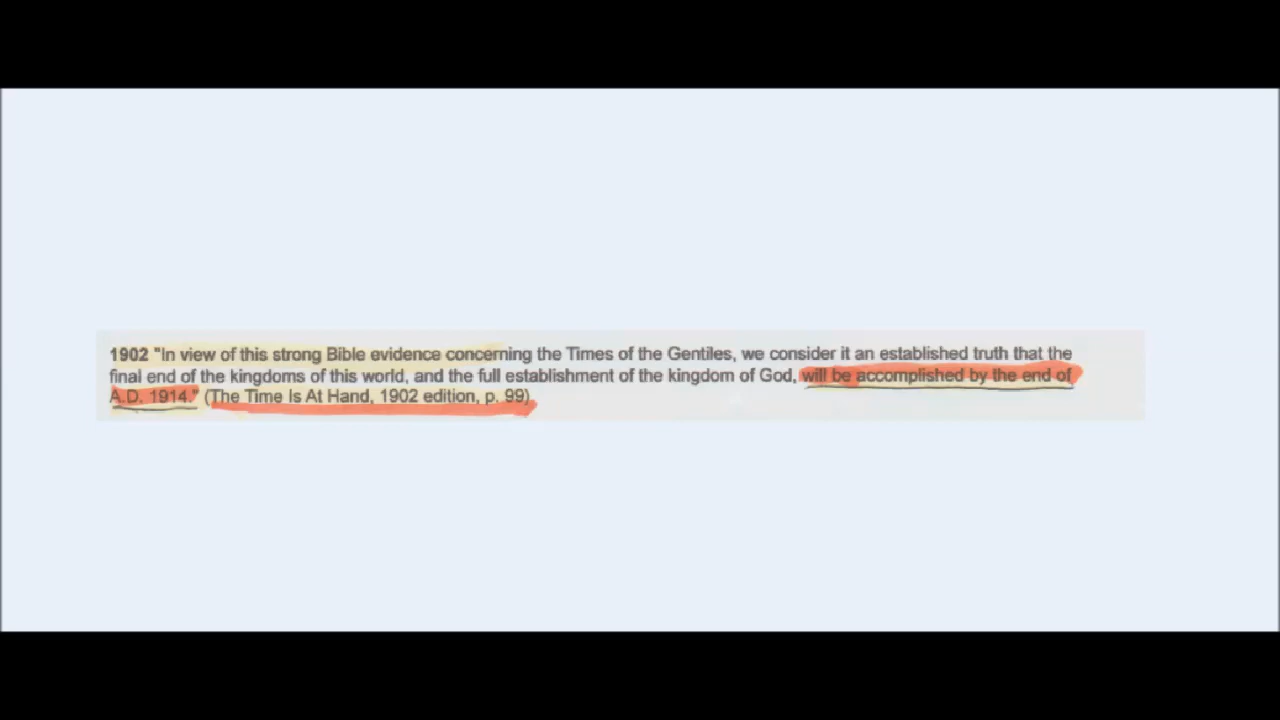 1902 "In view of this strong Bible evidence concerning the Times of the Gentiles, we consider it an established truth that the
final end of the kingdoms of this world, and the full establishment of the kingdom of God, will be accomplished by the end of
A.D. 1914." (The Time Is At Hand, 1902 edition, p. 99)